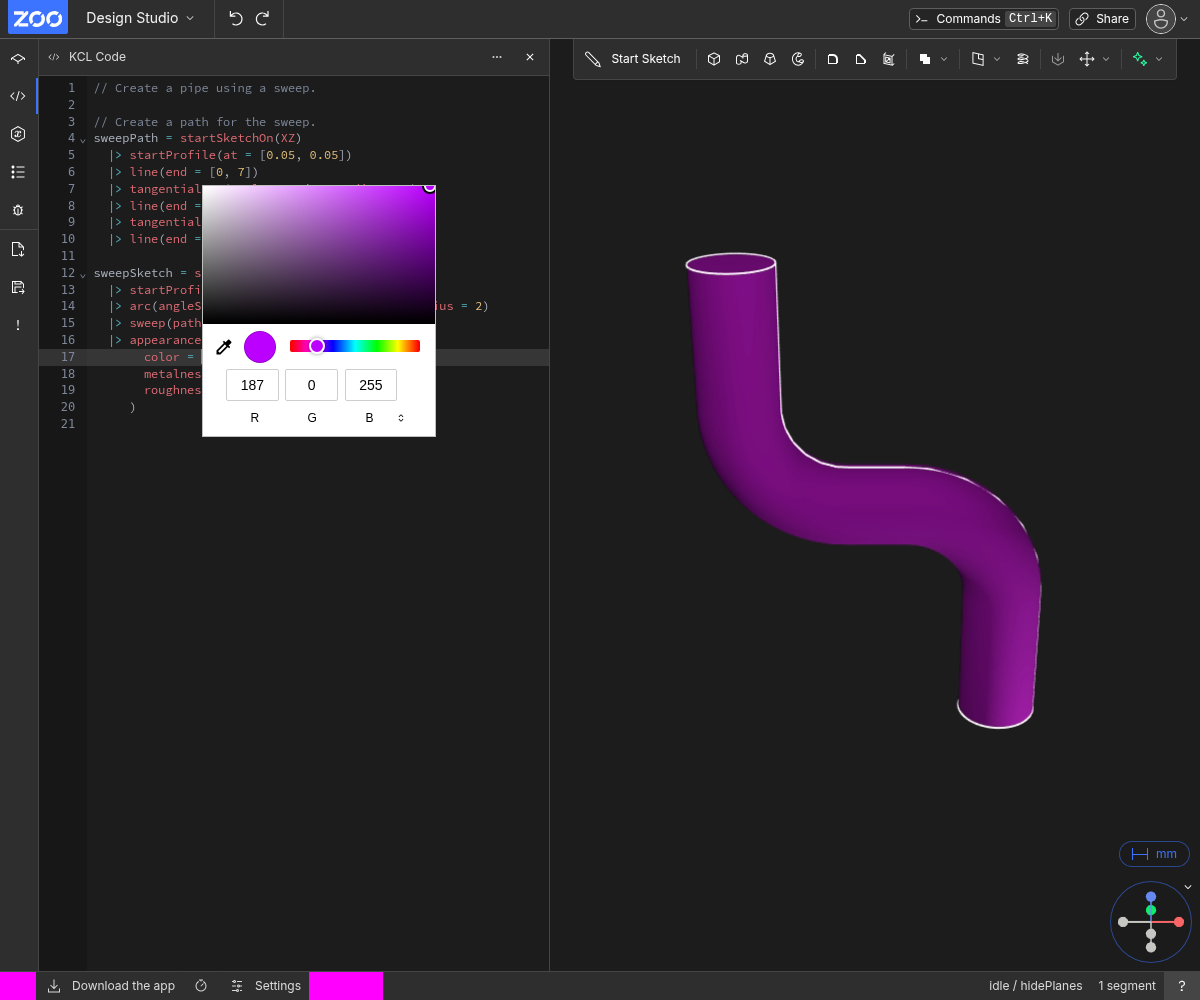 ZOO Design Studio Commands Ctrl+K Share
KCL Code
Start Sketch
1 // Create a pipe using a sweep.
2
3 // Create a path for the sweep.
4 sweepPath = startSketchOn(XZ)
5 |> startProfile(at = [0.05, 0.05])
6 |> line(end = [0, 7])
7 |> tangential
8 |> line(end =
9 |> tangential
10 |> line(end =
11
12 sweepSketch = s
13 |> startProfi
14 |> arc(angleS ius = 2)
15 |> sweep(path
16 |> appearance
17 color =
18 metalnes
19 roughnes
20 )
21
187 0 255
R G B
mm
Download the app Settings idle / hidePlanes 1 segment ?